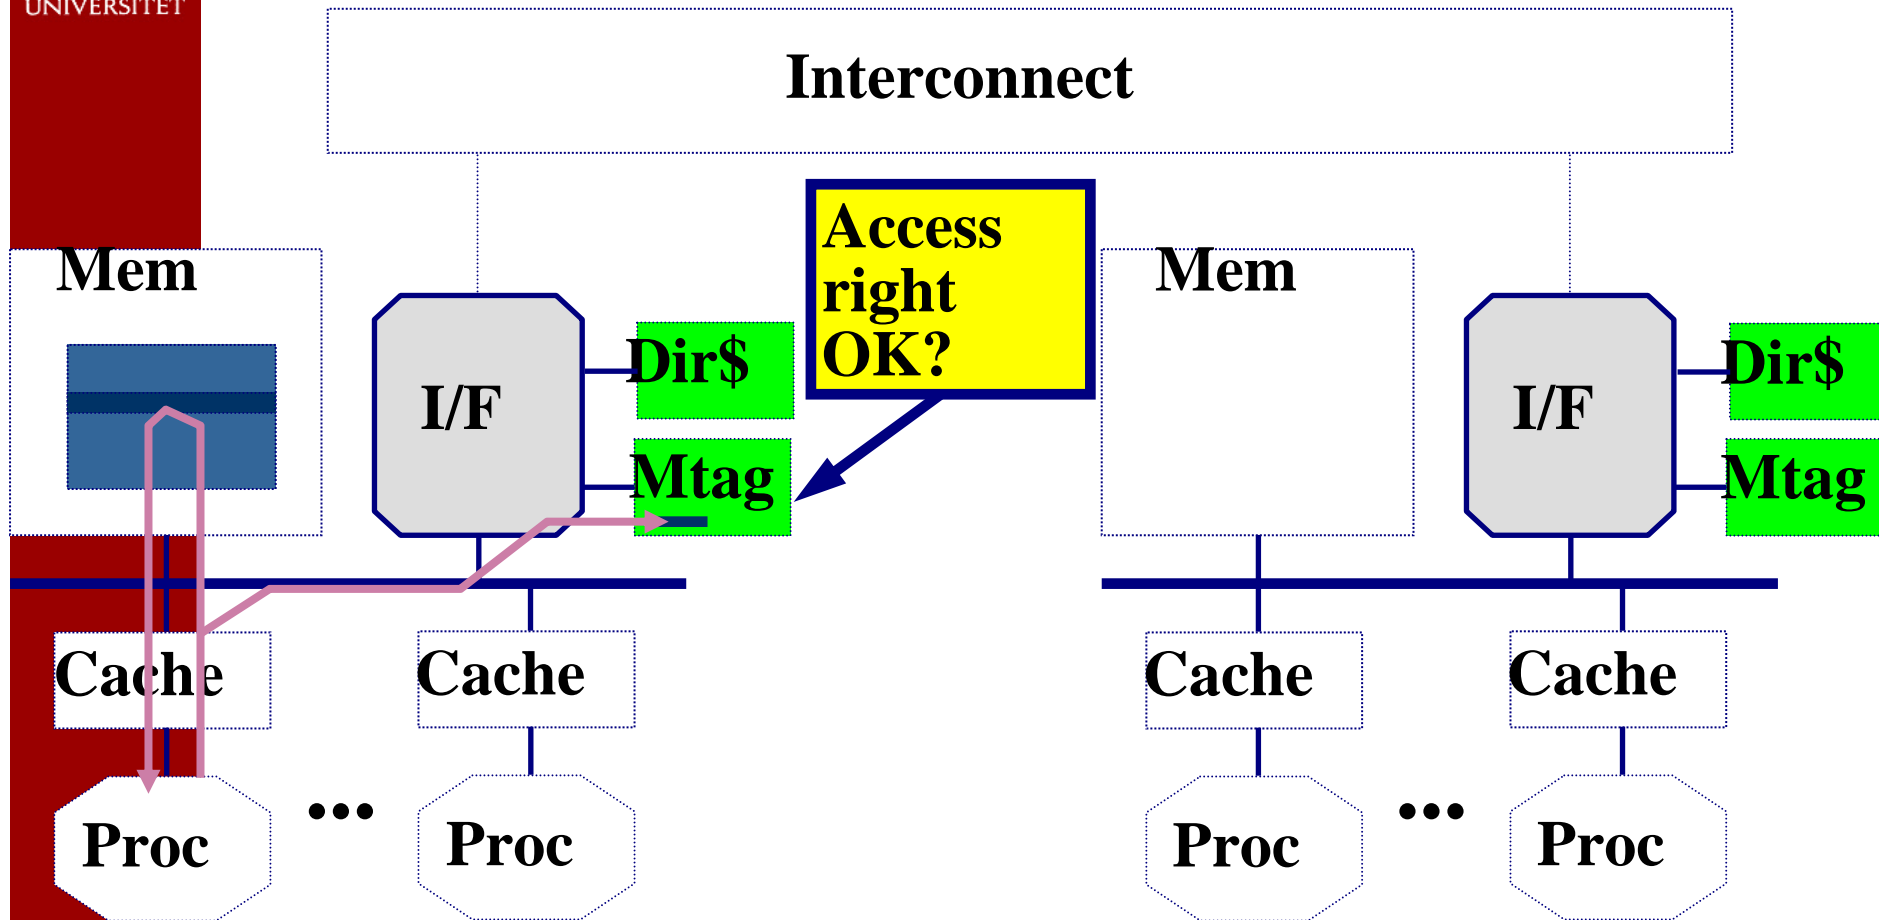 UNIVERSITET
Interconnect
Access
right
OK?
Mem
I/F
Dir$
Mtag
Mem
I/F
Dir$
Mtag
Cache
Cache
Cache
Cache
Proc
•••
Proc
Proc
•••
Proc